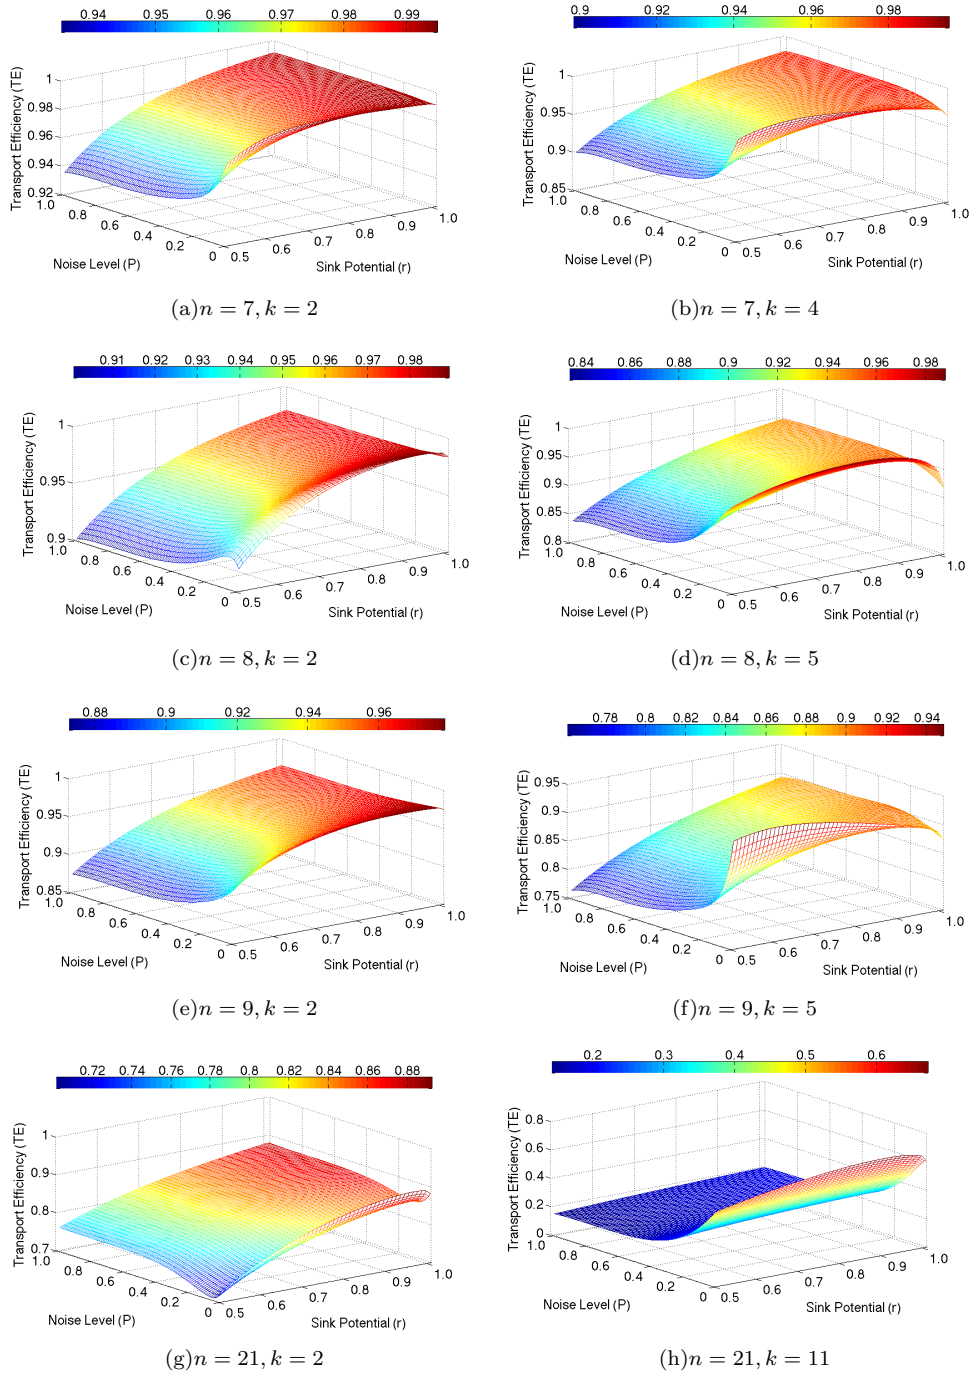 0.94 0.95 0.96 0.97 0.98 0.99
Transport Efficiency (TE)
1
0.98
0.96
0.94
0.92
1.0 0.8 0.6 0.4 0.2 0
Noise Level (P)
0.5 0.6 0.7 0.8 0.9 1.0
Sink Potential (r)
(a)n = 7, k = 2
0.9 0.92 0.94 0.96 0.98
Transport Efficiency (TE)
1
0.95
0.9
0.85
1.0 0.8 0.6 0.4 0.2 0
Noise Level (P)
0.5 0.6 0.7 0.8 0.9 1.0
Sink Potential (r)
(b)n = 7, k = 4
0.91 0.92 0.93 0.94 0.95 0.96 0.97 0.98
Transport Efficiency (TE)
1
0.95
0.9
1.0 0.8 0.6 0.4 0.2 0
Noise Level (P)
0.5 0.6 0.7 0.8 0.9 1.0
Sink Potential (r)
(c)n = 8, k = 2
0.84 0.86 0.88 0.9 0.92 0.94 0.96 0.98
Transport Efficiency (TE)
1
0.95
0.9
0.85
0.8
1.0 0.8 0.6 0.4 0.2 0
Noise Level (P)
0.5 0.6 0.7 0.8 0.9 1.0
Sink Potential (r)
(d)n = 8, k = 5
0.88 0.9 0.92 0.94 0.96
Transport Efficiency (TE)
1
0.95
0.9
0.85
1.0 0.8 0.6 0.4 0.2 0
Noise Level (P)
0.5 0.6 0.7 0.8 0.9 1.0
Sink Potential (r)
(e)n = 9, k = 2
0.78 0.8 0.82 0.84 0.86 0.88 0.9 0.92 0.94
Transport Efficiency (TE)
0.95
0.9
0.85
0.8
0.75
1.0 0.8 0.6 0.4 0.2 0
Noise Level (P)
0.5 0.6 0.7 0.8 0.9 1.0
Sink Potential (r)
(f)n = 9, k = 5
0.72 0.74 0.76 0.78 0.8 0.82 0.84 0.86 0.88
Transport Efficiency (TE)
1
0.9
0.8
0.7
1.0 0.8 0.6 0.4 0.2 0
Noise Level (P)
0.5 0.6 0.7 0.8 0.9 1.0
Sink Potential (r)
(g)n = 21, k = 2
0.2 0.3 0.4 0.5 0.6
Transport Efficiency (TE)
0.8
0.6
0.4
0.2
0
1.0 0.8 0.6 0.4 0.2 0
Noise Level (P)
0.5 0.6 0.7 0.8 0.9 1.0
Sink Potential (r)
(h)n = 21, k = 11